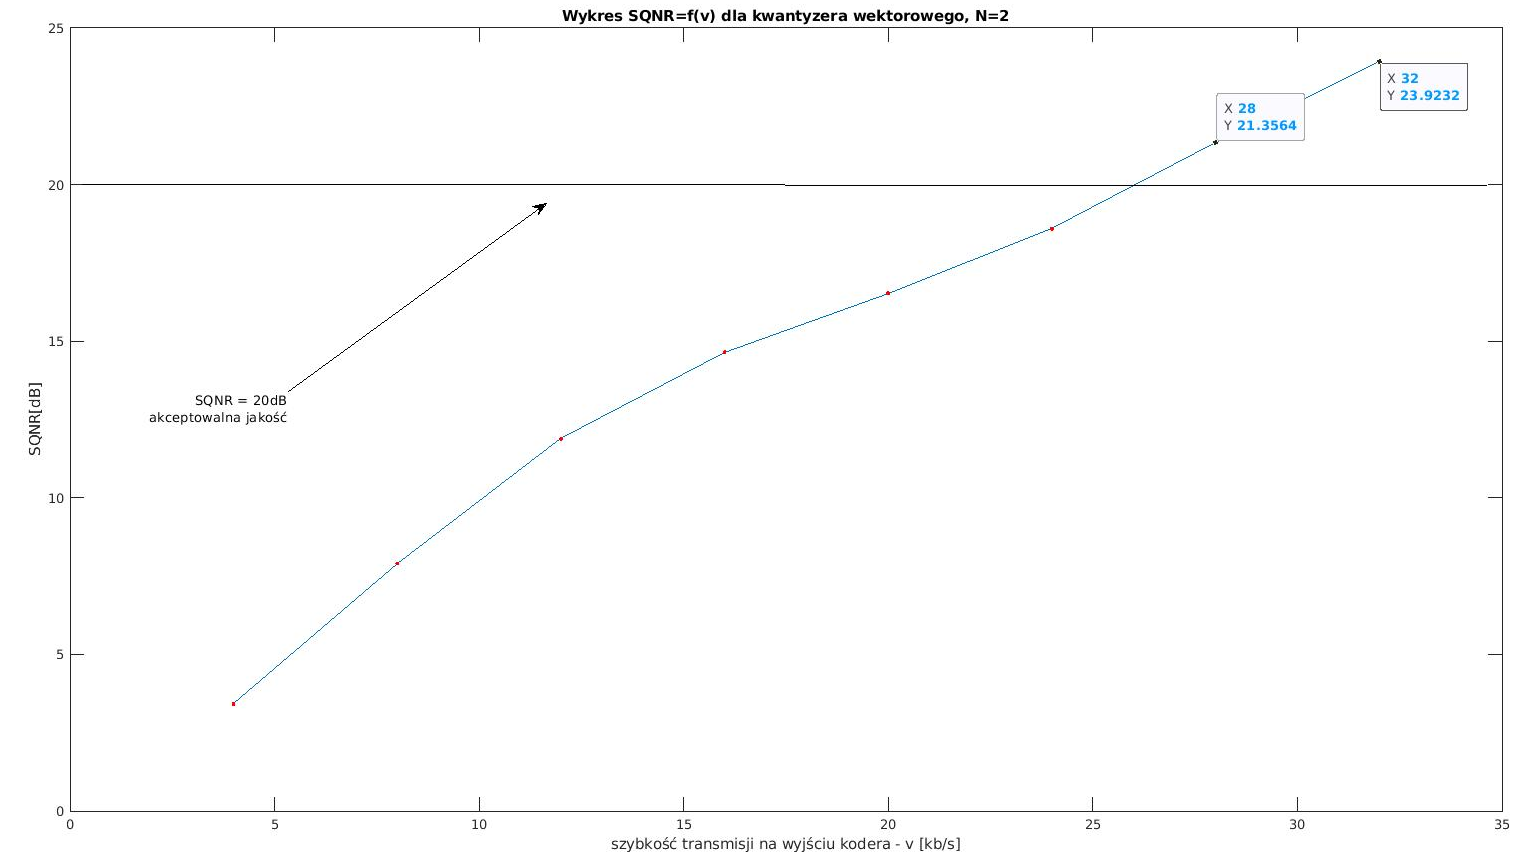 Wykres SQNR=f(v) dla kwantyzera wektorowego, N=2
25
X 32
Y 23.9232
X 28
Y 21.3564
20
15
SQNR = 20dB
akceptowalna jakość
SQNR[dB]
10
5
0
0 5 10 15 20 25 30 35
szybkość transmisji na wyjściu kodera - v [kb/s]